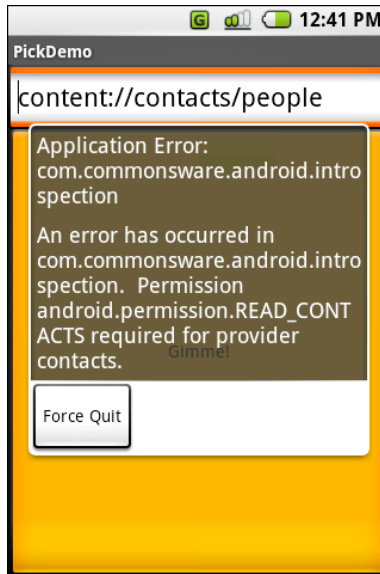 G 12:41 PM
PickDemo
content://contacts/people
Application Error:
com.commonsware.android.intro
spection
An error has occurred in
com.commonsware.android.intro
spection.  Permission
android.permission.READ_CONT
ACTS required for provider
contacts.
Gimme!
Force Quit